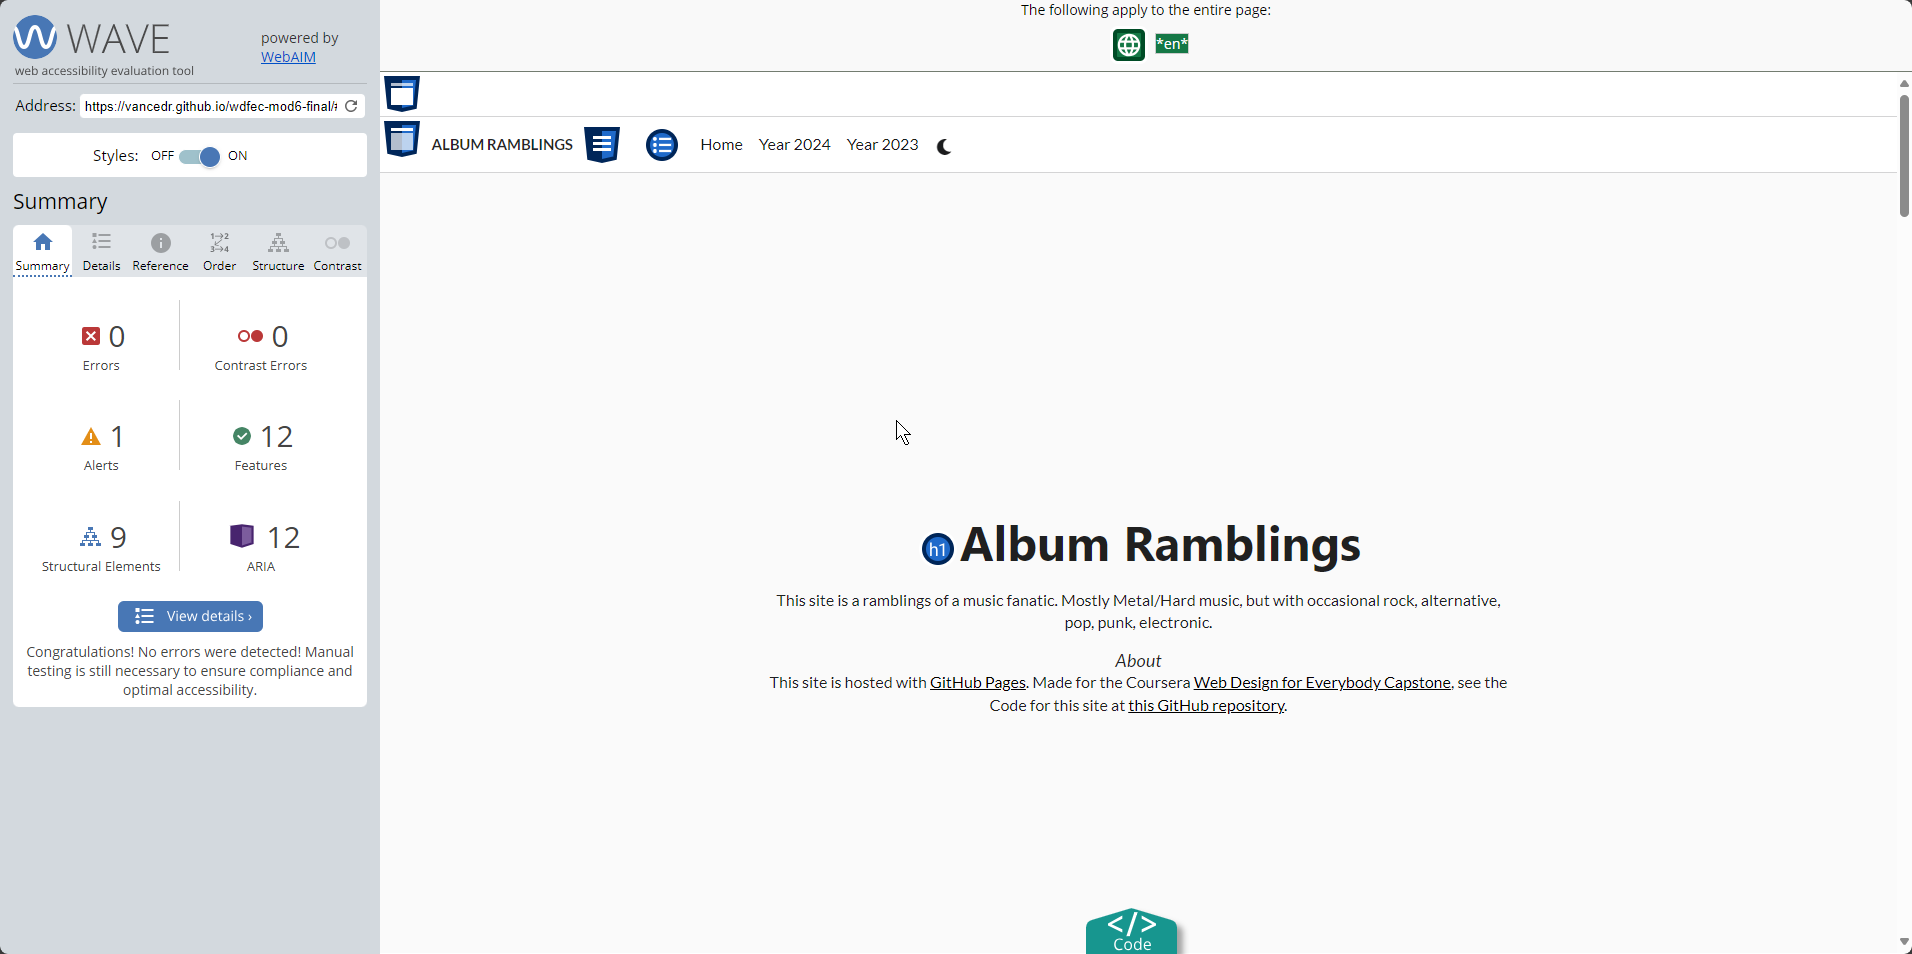 WAVE
powered by
WebAIM
web accessibility evaluation tool
Address: https://vancedr.github.io/wdfec-mod6-final/
Styles: OFF ON
Summary
Summary Details Reference Order Structure Contrast
0 0
Errors Contrast Errors
1 12
Alerts Features
9 12
Structural Elements ARIA
View details ›
Congratulations! No errors were detected! Manual
testing is still necessary to ensure compliance and
optimal accessibility.
The following apply to the entire page:
*en*
ALBUM RAMBLINGS Home Year 2024 Year 2023
h1 Album Ramblings
This site is a ramblings of a music fanatic. Mostly Metal/Hard music, but with occasional rock, alternative,
pop, punk, electronic.
About
This site is hosted with GitHub Pages. Made for the Coursera Web Design for Everybody Capstone, see the
Code for this site at this GitHub repository.
</>
Code